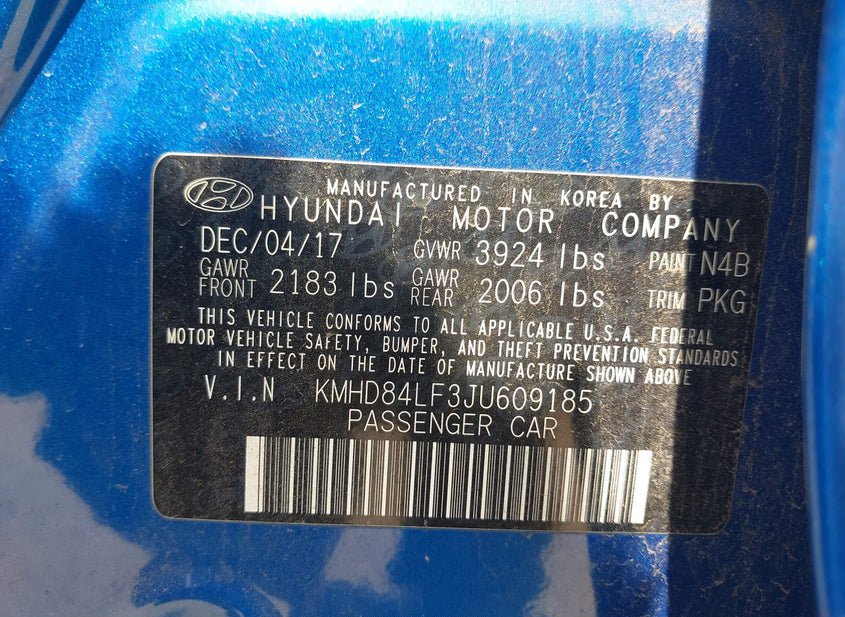 MANUFACTURED IN KOREA BY
HYUNDAI MOTOR COMPANY
DEC/04/17 GVWR 3924 lbs PAINT N4B
GAWR FRONT 2183 lbs GAWR REAR 2006 lbs TRIM PKG
THIS VEHICLE CONFORMS TO ALL APPLICABLE U.S.A. FEDERAL
MOTOR VEHICLE SAFETY, BUMPER, AND THEFT PREVENTION STANDARDS
IN EFFECT ON THE DATE OF MANUFACTURE SHOWN ABOVE
V.I.N KMHD84LF3JU609185
PASSENGER CAR